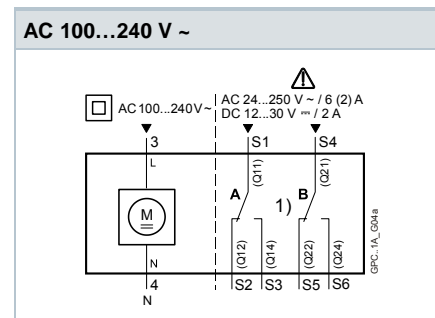 AC 100...240 V ~
AC 100...240V~
AC 24...250 V ~ / 6 (2) A
DC 12...30 V ⎓ / 2 A
3 S1 S4
L (Q11) (Q21)
A B
1)
M
N (Q12) (Q14) (Q22) (Q24)
4 S2 S3 S5 S6
N
GPC..1A_G04a